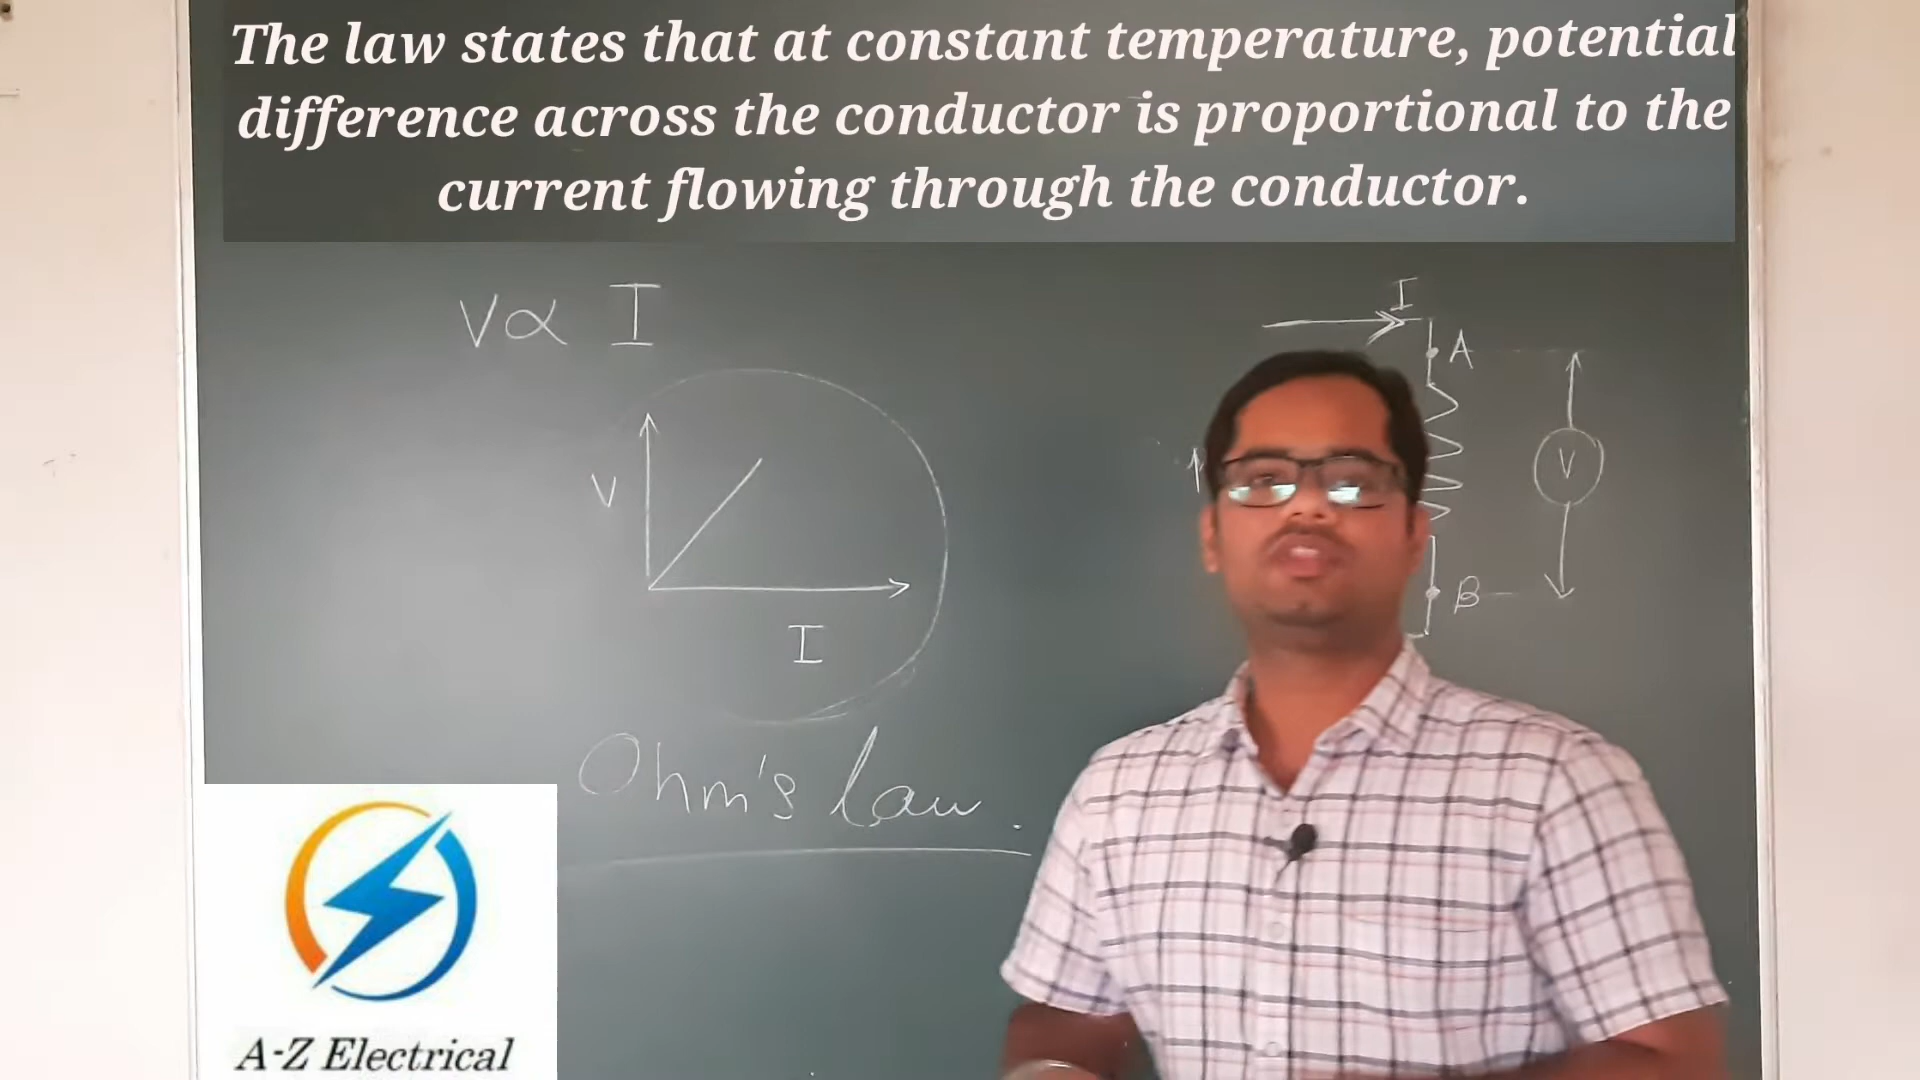 The law states that at constant temperature, potential
difference across the conductor is proportional to the
current flowing through the conductor.
V∝ I
I
A
V
V
B
I
Ohm's law.
A-Z Electrical